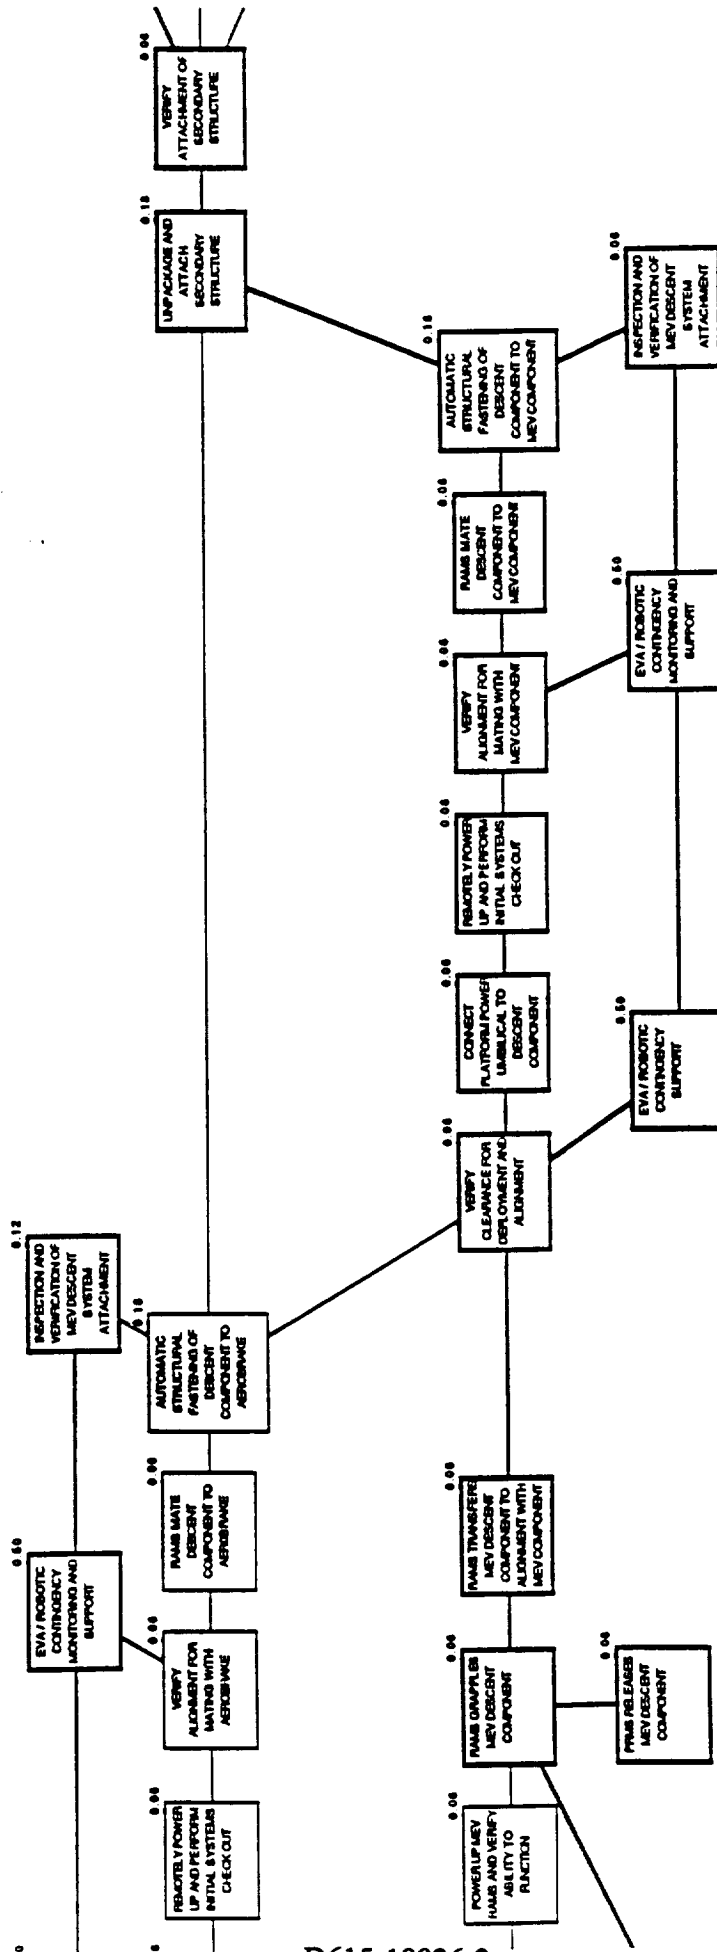 0.06
VERIFY
ATTACHMENT OF
SECONDARY
STRUCTURE
0.18
UNPACKAGE AND
ATTACH
SECONDARY
STRUCTURE
0.06
INSPECTION AND
VERIFICATION OF
MEV DESCENT
SYSTEM
ATTACHMENT
0.18
AUTOMATIC
STRUCTURAL
FASTENING OF
DESCENT
COMPONENT TO
MEV COMPONENT
0.06
RAMS MATE
DESCENT
COMPONENT TO
MEV COMPONENT
0.50
EVA / ROBOTIC
CONTINGENCY
MONITORING AND
SUPPORT
0.06
VERIFY
ALIGNMENT FOR
MATING WITH
MEV COMPONENT
0.06
REMOTELY POWER
UP AND PERFORM
INITIAL SYSTEMS
CHECK OUT
0.06
CONNECT
PLATFORM POWER
UMBILICAL TO
DESCENT
COMPONENT
0.50
EVA / ROBOTIC
CONTINGENCY
SUPPORT
0.06
VERIFY
CLEARANCE FOR
DEPLOYMENT AND
ALIGNMENT
0.12
INSPECTION AND
VERIFICATION OF
MEV DESCENT
SYSTEM
ATTACHMENT
0.18
AUTOMATIC
STRUCTURAL
FASTENING OF
DESCENT
COMPONENT TO
AEROBRAKE
0.06
RAMS MATE
DESCENT
COMPONENT TO
AEROBRAKE
0.06
RAMS TRANSFERS
MEV DESCENT
COMPONENT TO
ALIGNMENT WITH
MEV COMPONENT
0.50
EVA / ROBOTIC
CONTINGENCY
MONITORING AND
SUPPORT
0.06
VERIFY
ALIGNMENT FOR
MATING WITH
AEROBRAKE
0.06
RAMS GRAPPLES
MEV DESCENT
COMPONENT
0.06
PRMS RELEASES
MEV DESCENT
COMPONENT
0.06
REMOTELY POWER
UP AND PERFORM
INITIAL SYSTEMS
CHECK OUT
0.06
POWER UP MEV
RAMS AND VERIFY
ABILITY TO
FUNCTION